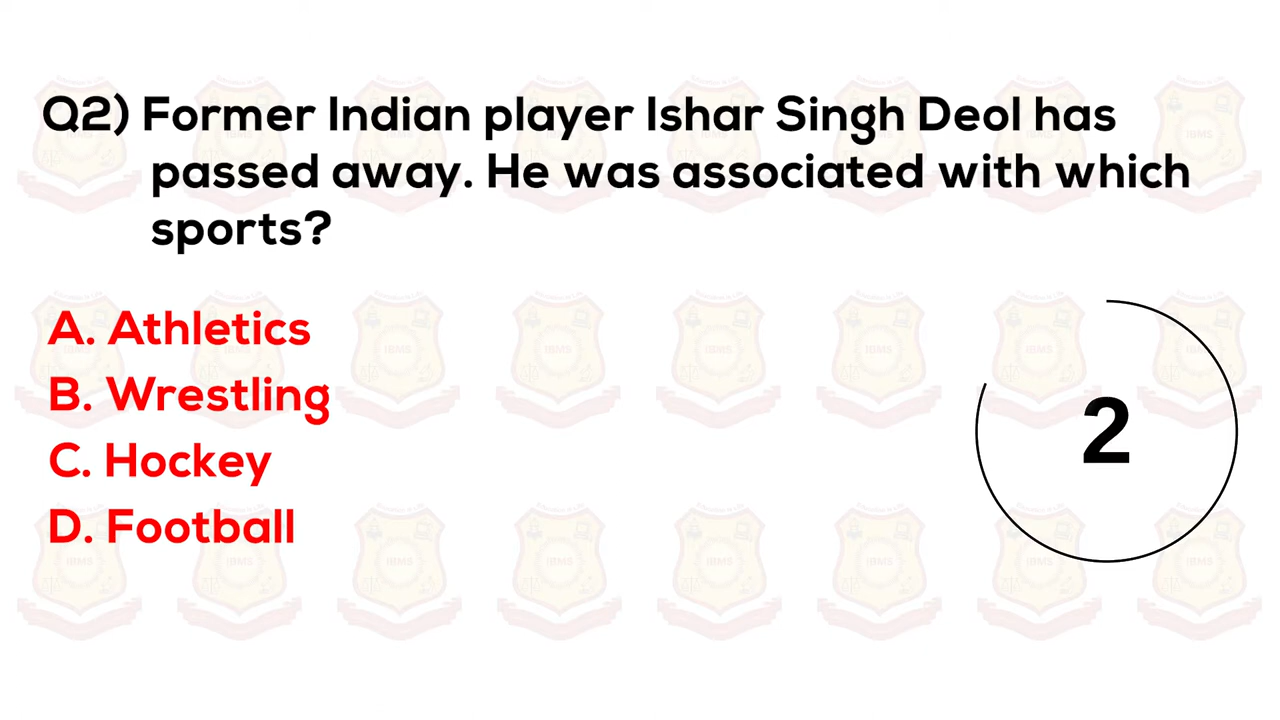 Q2) Former Indian player Ishar Singh Deol has
passed away. He was associated with which
sports?
A. Athletics
B. Wrestling
C. Hockey
D. Football
2